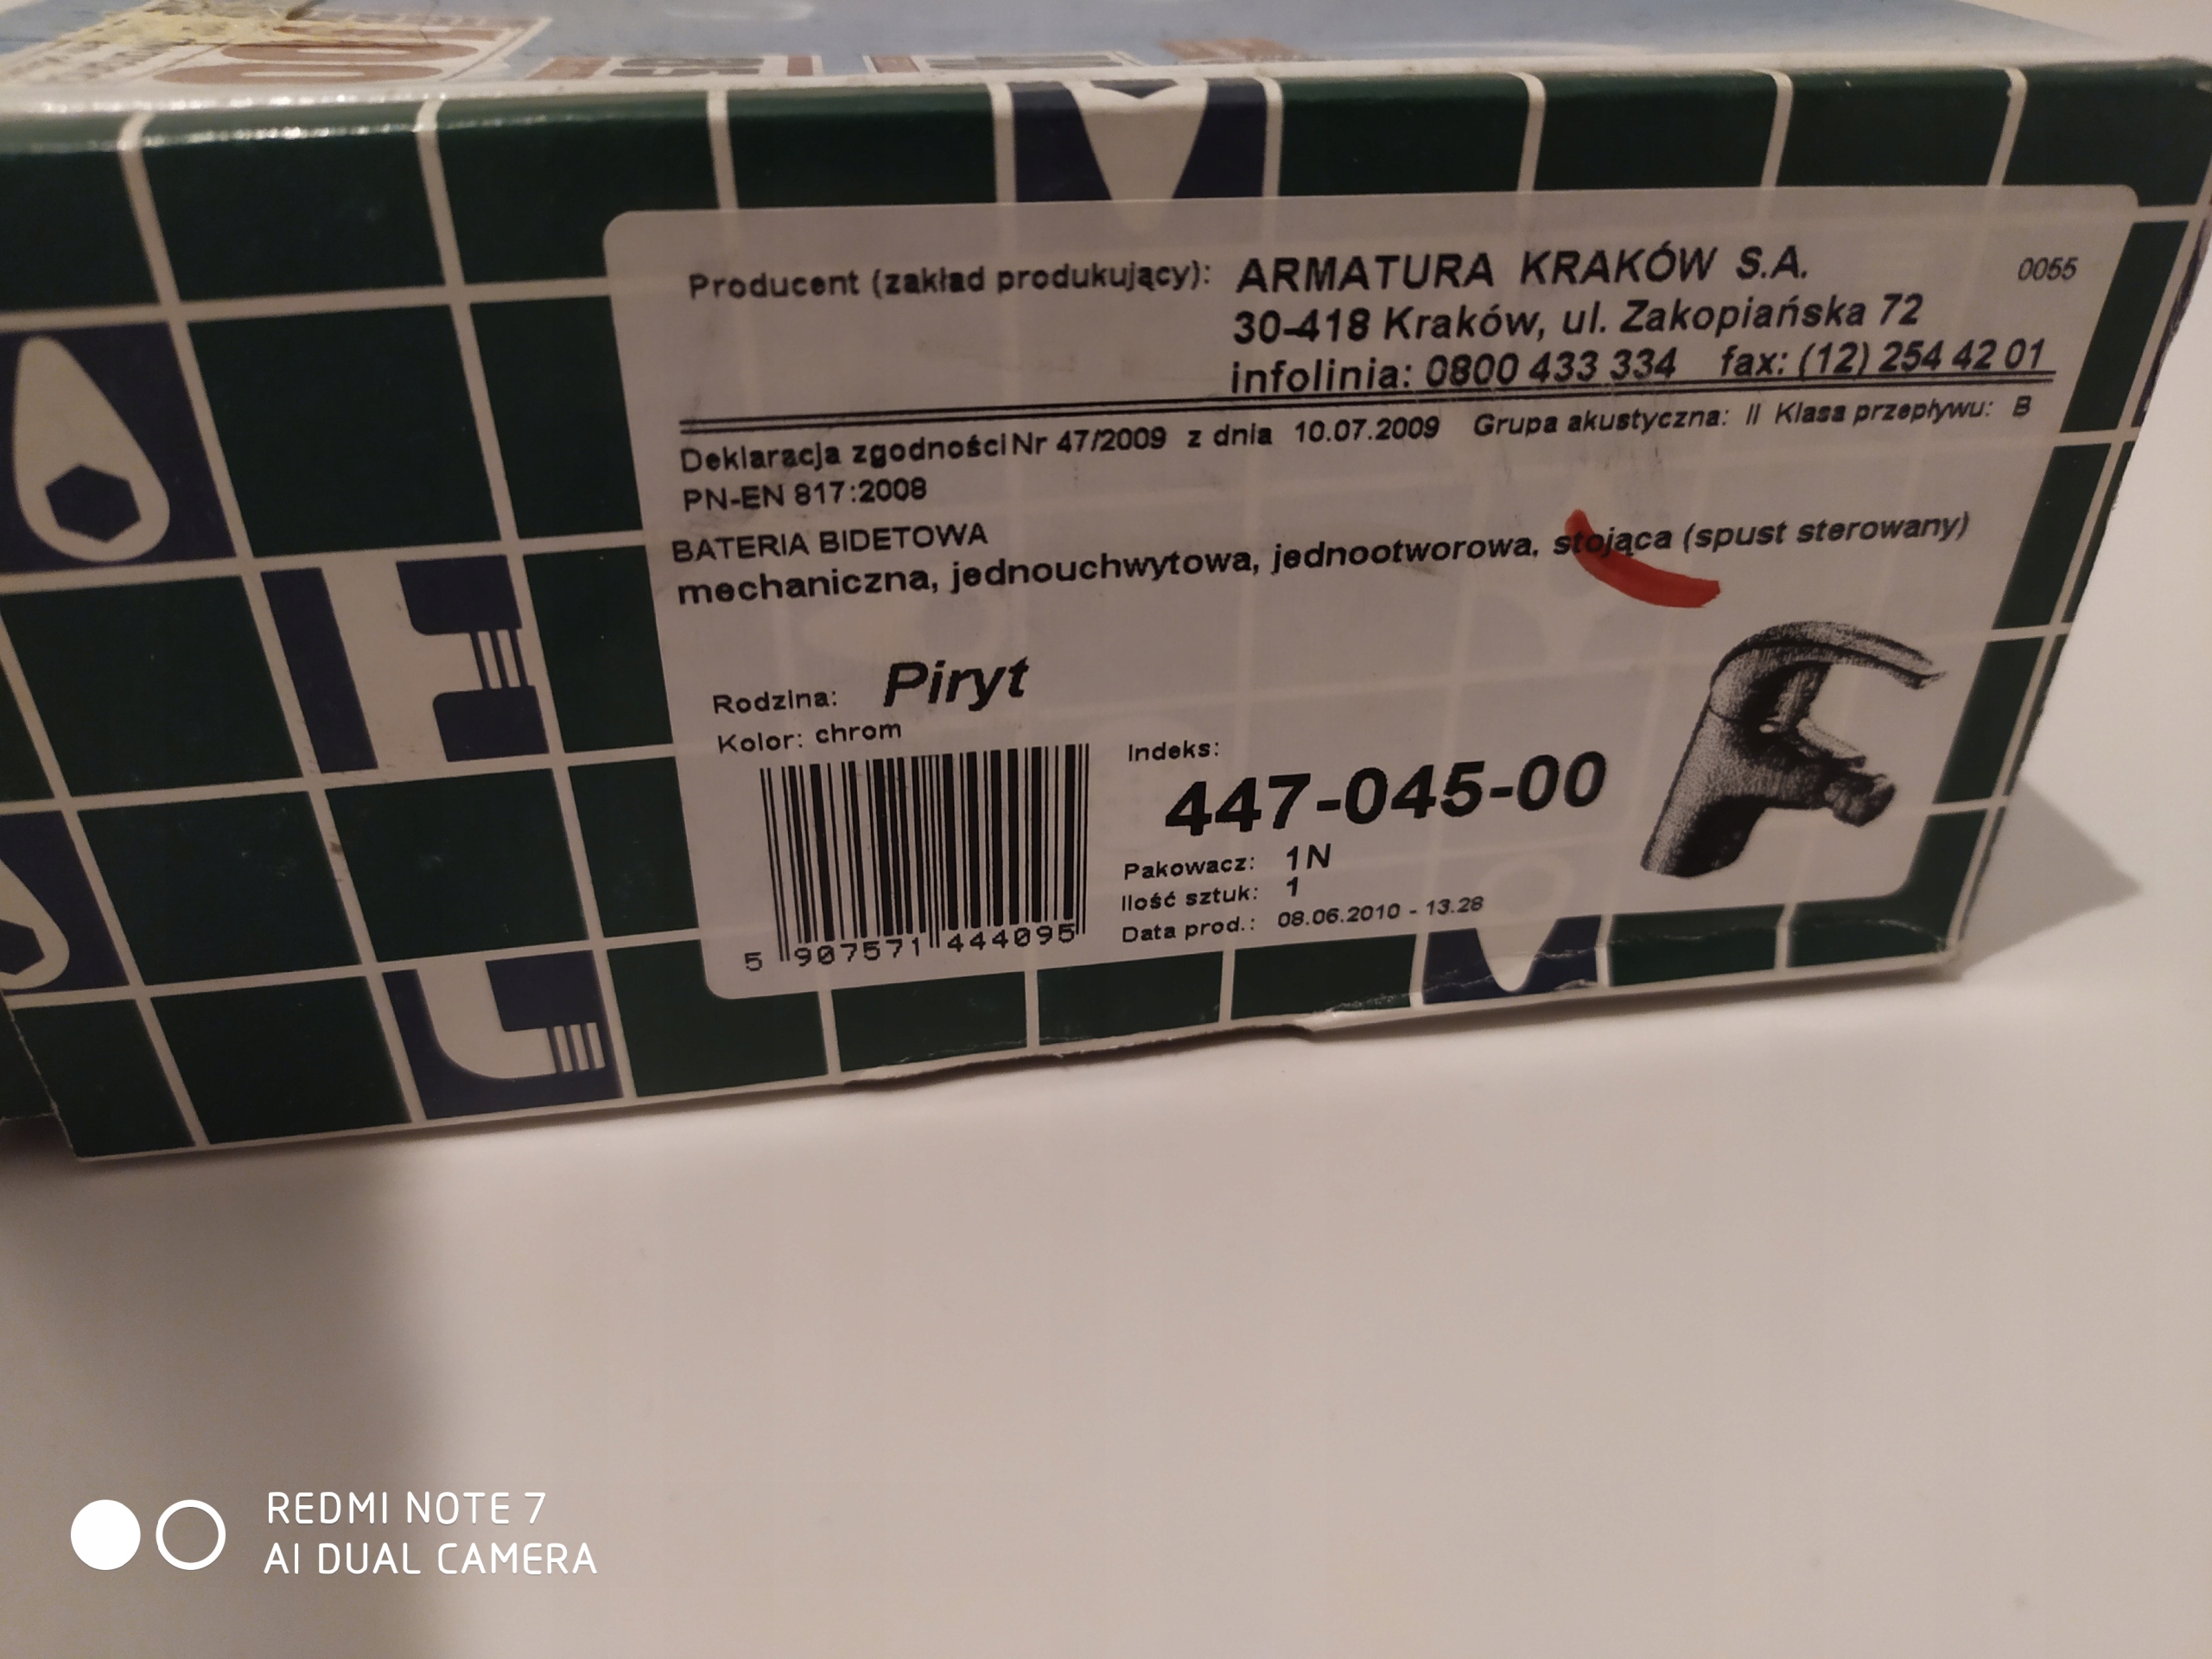 Producent (zakład produkujący): ARMATURA KRAKÓW S.A. 0055
30-418 Kraków, ul. Zakopiańska 72
infolinia: 0800 433 334 fax: (12) 254 42 01
Deklaracja zgodności Nr 47/2009 z dnia 10.07.2009 Grupa akustyczna: II Klasa przepływu: B
PN-EN 817:2008
BATERIA BIDETOWA
mechaniczna, jednouchwytowa, jednootworowa, stojąca (spust sterowany)
Rodzina: Piryt
Kolor: chrom
Indeks:
447-045-00
Pakowacz: 1N
Ilość sztuk: 1
Data prod.: 08.06.2010 - 13.28
5 907571 444095
REDMI NOTE 7
AI DUAL CAMERA